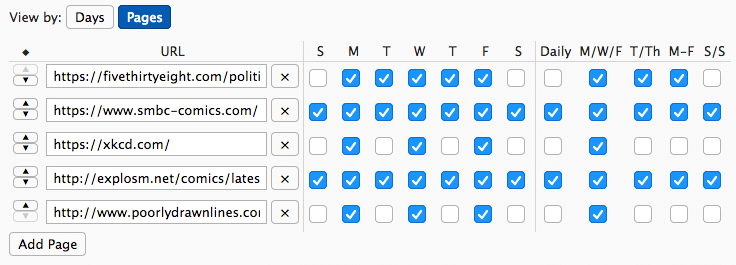 View by: Days Pages
URL S M T W T F S Daily M/W/F T/Th M–F S/S
https://fivethirtyeight.com/politi
https://www.smbc-comics.com/
https://xkcd.com/
http://explosm.net/comics/lates
http://www.poorlydrawnlines.com
Add Page